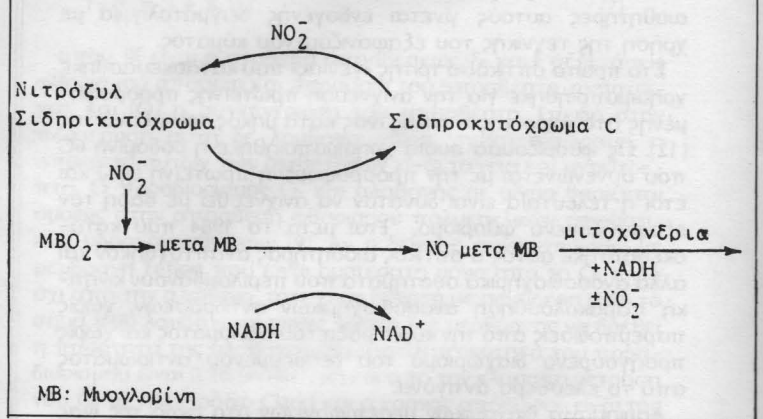 NO₂⁻
Νιτρόζυλ
Σιδηρικυτόχρωμα
Σιδηροκυτόχρωμα C
NO₂⁻
MBO₂
μετα MB
NO μετα MB
μιτοχόνδρια
+NADH
±NO₂⁻
NADH
NAD⁺
MB: Μυογλοβίνη